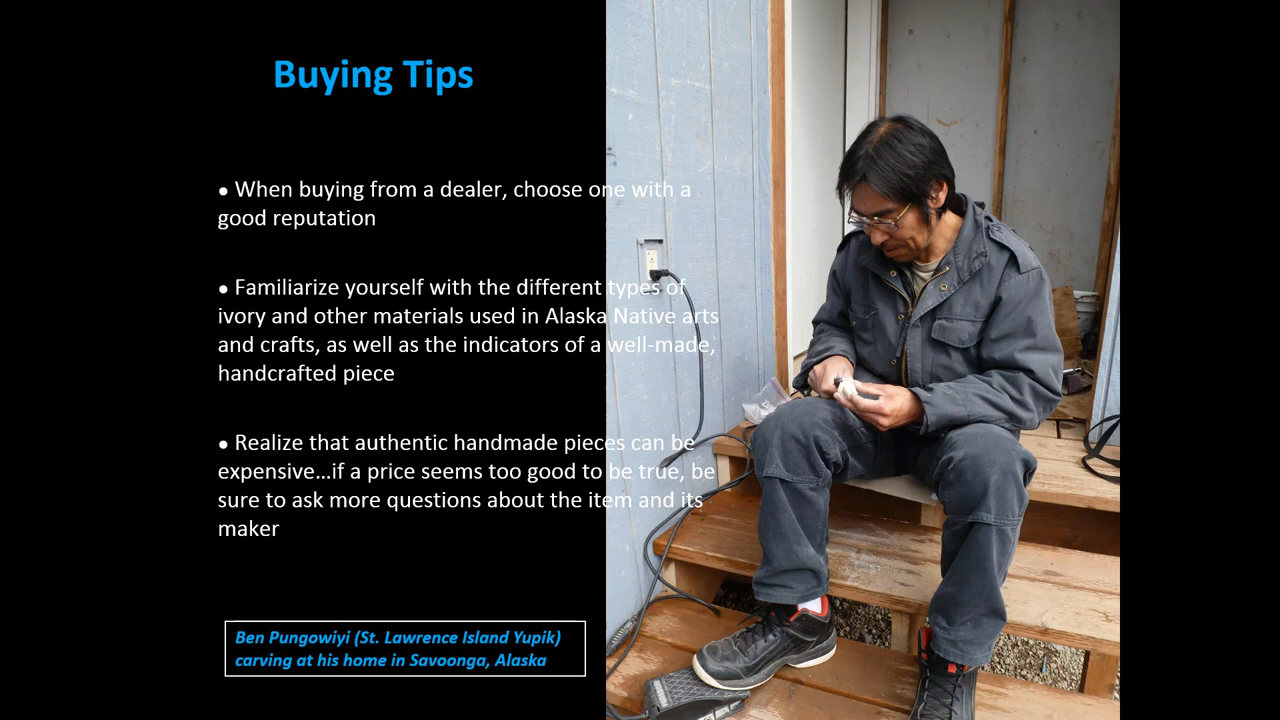 Buying Tips
● When buying from a dealer, choose one with a
good reputation
● Familiarize yourself with the different types of
ivory and other materials used in Alaska Native arts
and crafts, as well as the indicators of a well-made,
handcrafted piece
● Realize that authentic handmade pieces can be
expensive…if a price seems too good to be true, be
sure to ask more questions about the item and its
maker
Ben Pungowiyi (St. Lawrence Island Yupik)
carving at his home in Savoonga, Alaska